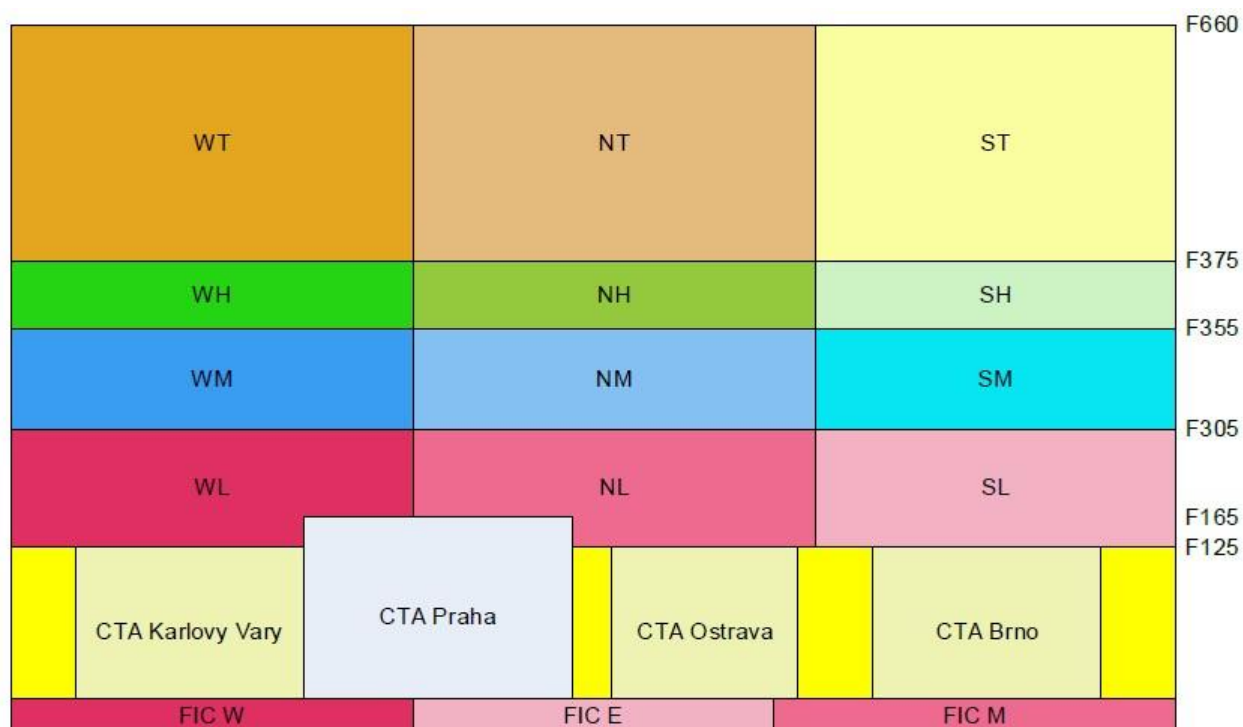 F660
WT NT ST
F375
WH NH SH
F355
WM NM SM
F305
WL NL SL
F165
F125
CTA Praha
CTA Karlovy Vary CTA Ostrava CTA Brno
FIC W FIC E FIC M